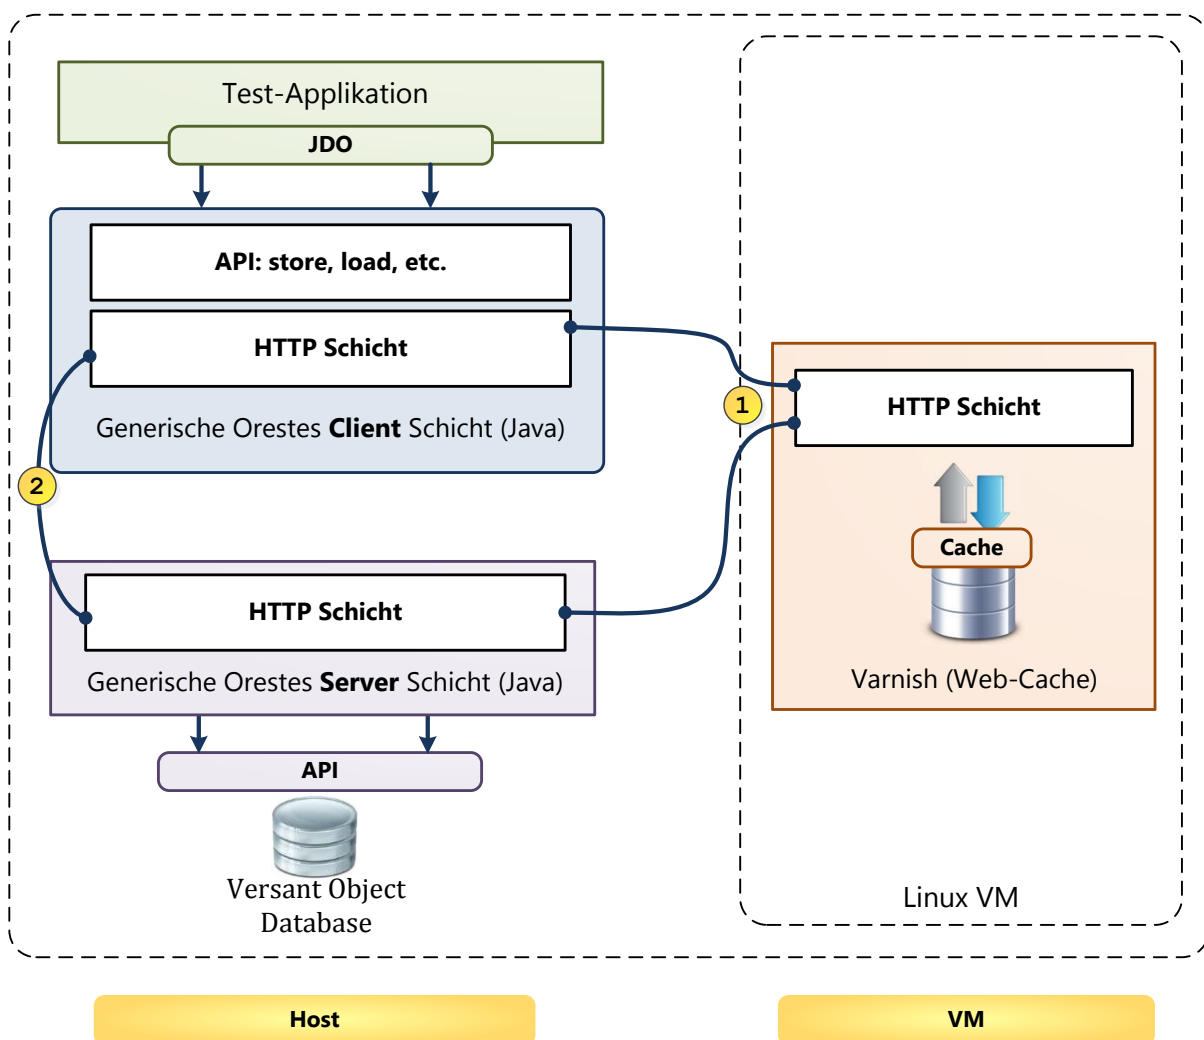 Test-Applikation
JDO
API: store, load, etc.
HTTP Schicht
Generische Orestes Client Schicht (Java)
1
HTTP Schicht
Cache
Varnish (Web-Cache)
2
HTTP Schicht
Generische Orestes Server Schicht (Java)
API
Versant Object
Database
Linux VM
Host
VM